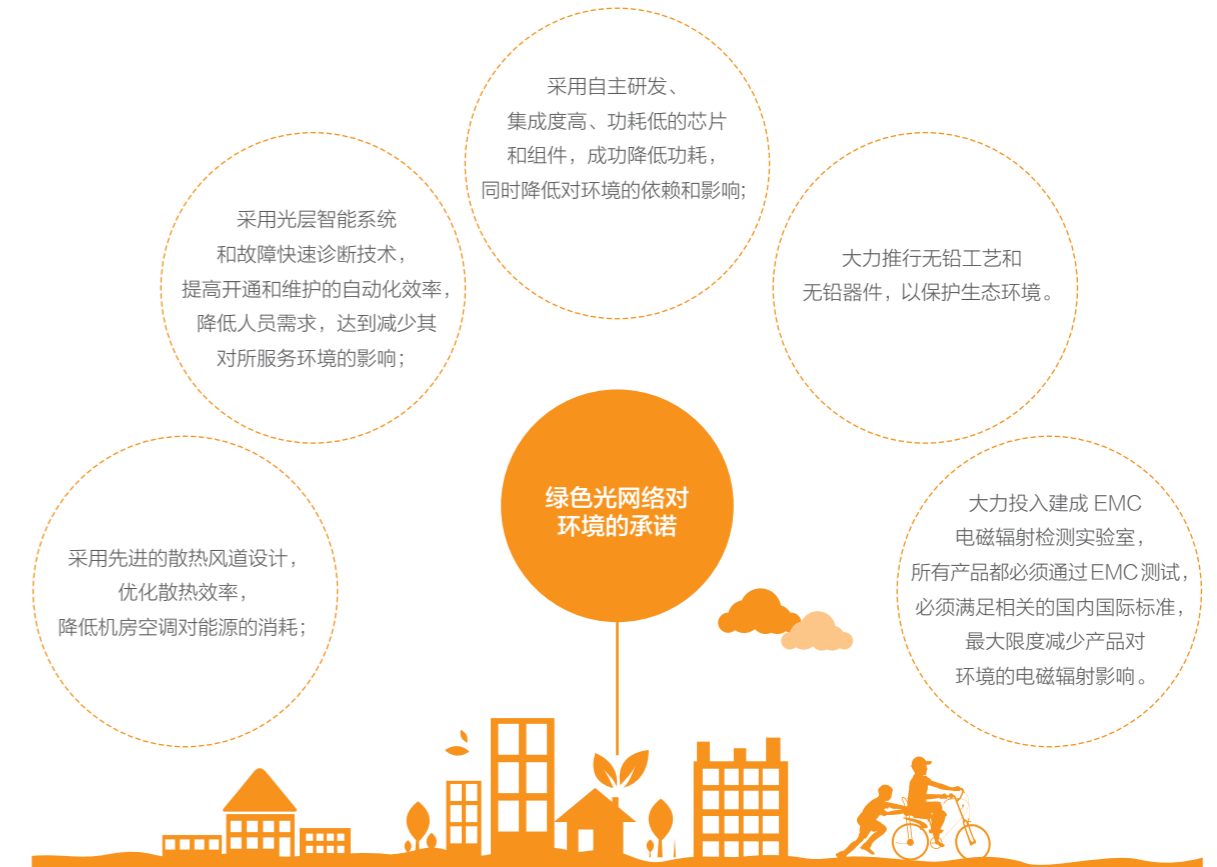 采用自主研发、
集成度高、功耗低的芯片
和组件，成功降低功耗，
同时降低对环境的依赖和影响；
采用光层智能系统
和故障快速诊断技术，
提高开通和维护的自动化效率，
降低人员需求，达到减少其
对所服务环境的影响；
大力推行无铅工艺和
无铅器件，以保护生态环境。
采用先进的散热风道设计，
优化散热效率，
降低机房空调对能源的消耗；
绿色光网络对
环境的承诺
大力投入建成 EMC
电磁辐射检测实验室，
所有产品都必须通过EMC测试，
必须满足相关的国内国际标准，
最大限度减少产品对
环境的电磁辐射影响。